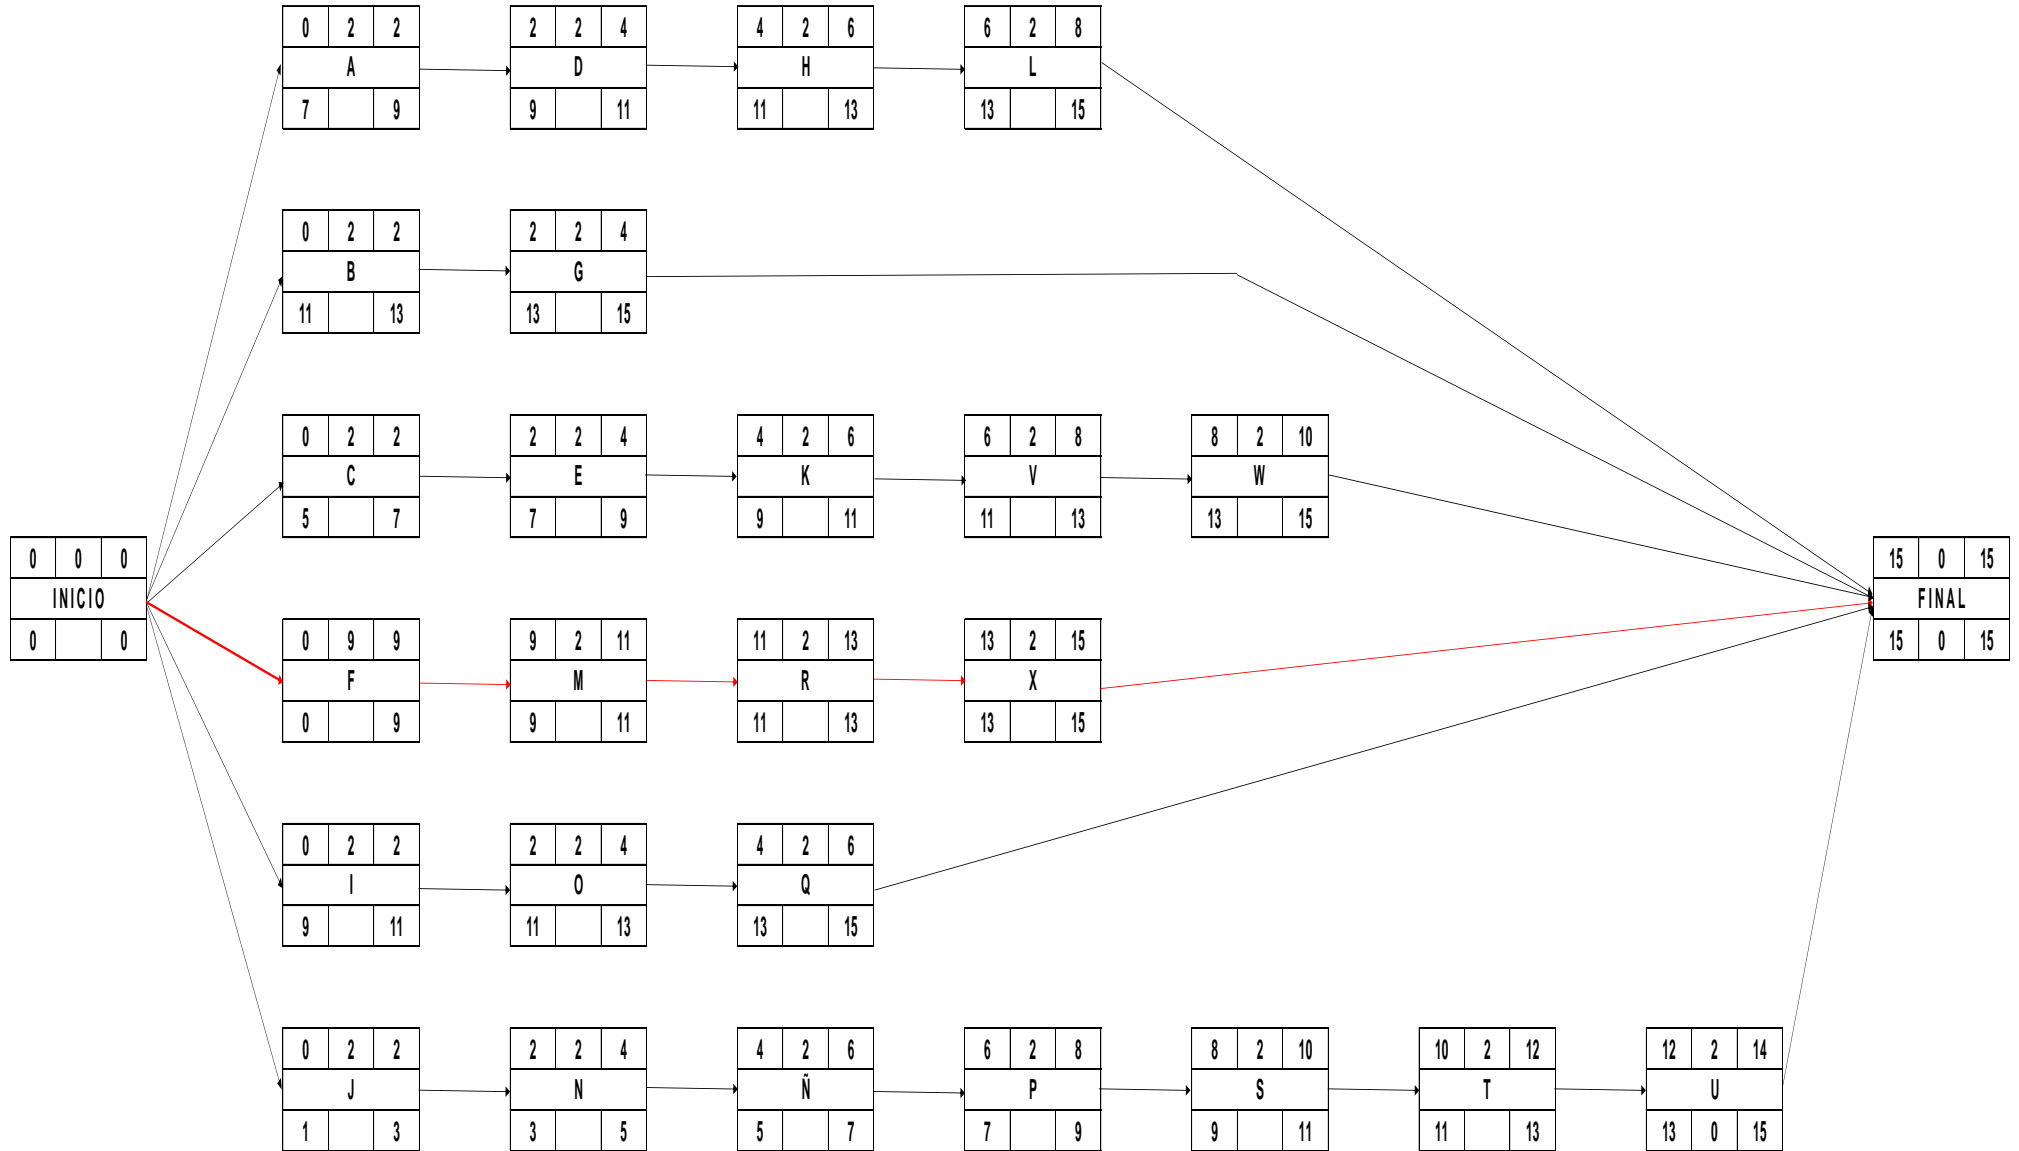 0 2 2 2 2 4 4 2 6 6 2 8
A D H L
7 9 9 11 11 13 13 15
0 2 2 2 2 4
B G
11 13 13 15
0 2 2 2 2 4 4 2 6 6 2 8 8 2 10
C E K V W
5 7 7 9 9 11 11 13 13 15
0 0 0 15 0 15
INICIO FINAL
0 0 15 0 15
0 9 9 9 2 11 11 2 13 13 2 15
F M R X
0 9 9 11 11 13 13 15
0 2 2 2 2 4 4 2 6
I O Q
9 11 11 13 13 15
0 2 2 2 2 4 4 2 6 6 2 8 8 2 10 10 2 12 12 2 14
J N Ñ P S T U
1 3 3 5 5 7 7 9 9 11 11 13 13 0 15